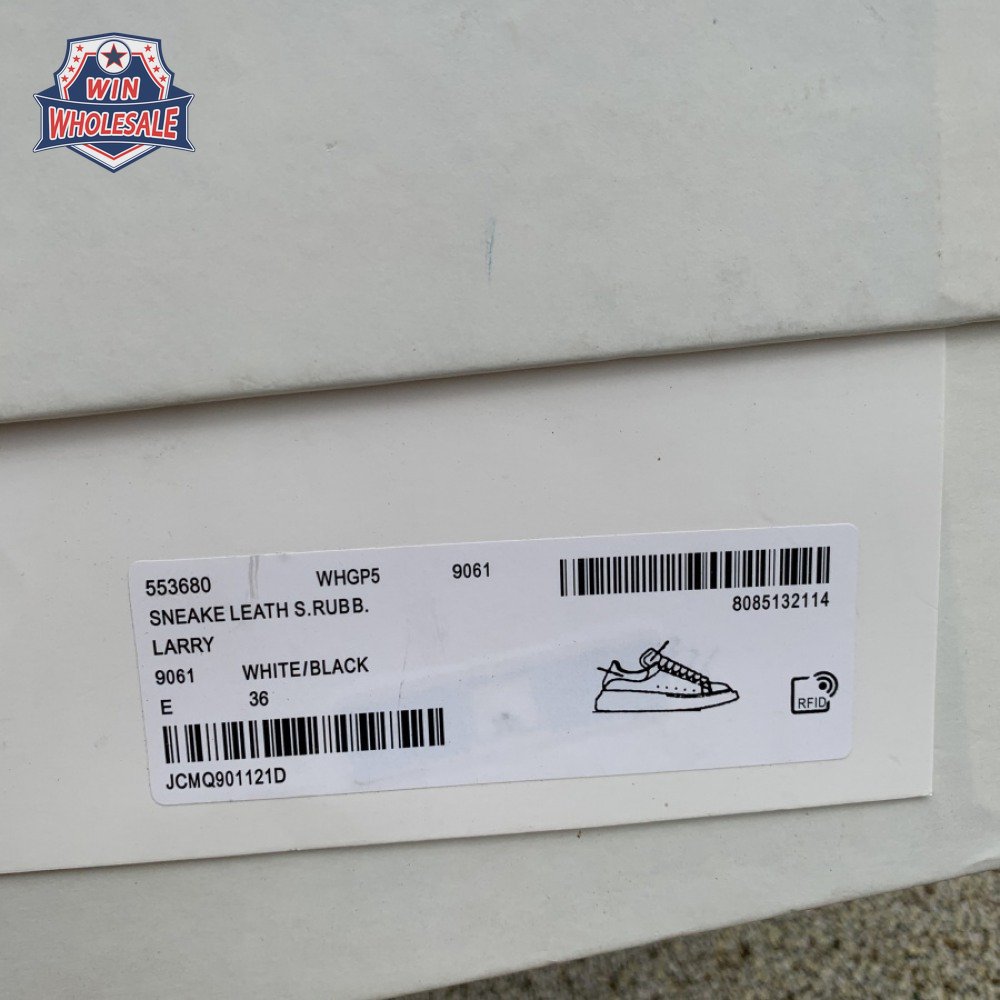 WIN
WHOLESALE
553680 WHGP5 9061
8085132114
SNEAKE LEATH S.RUBB.
LARRY
9061 WHITE/BLACK
E 36
RFID
JCMQ901121D